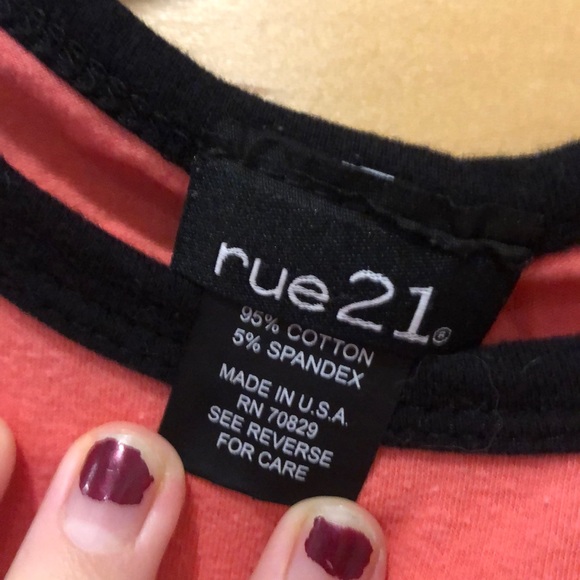 rue21®
95% COTTON
5% SPANDEX
MADE IN U.S.A.
RN 70829
SEE REVERSE
FOR CARE